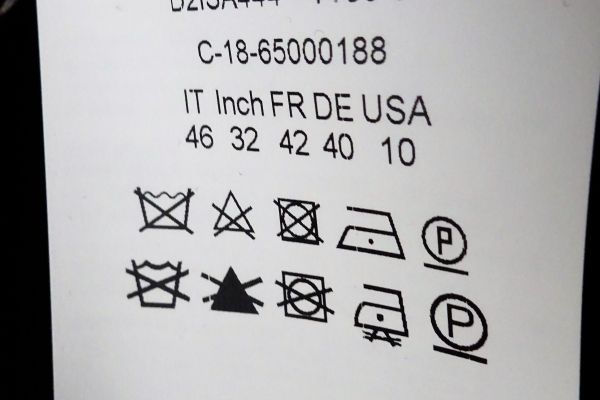 C-18-65000188
IT Inch FR DE USA
46 32 42 40 10
P
P